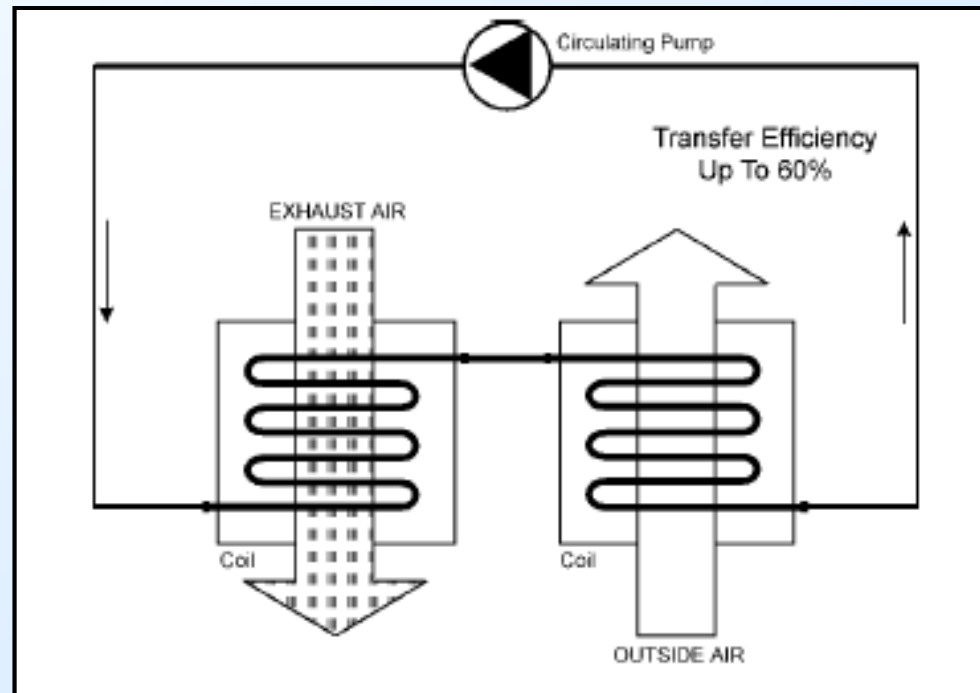 Circulating Pump
Transfer Efficiency
Up To 60%
EXHAUST AIR
Coil
Coil
OUTSIDE AIR